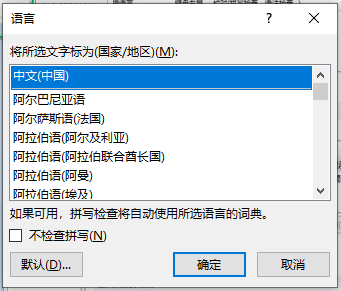 语言
将所选文字标为(国家/地区)(M):
中文(中国)
阿尔巴尼亚语
阿尔萨斯语(法国)
阿拉伯语(阿尔及利亚)
阿拉伯语(阿拉伯联合酋长国)
阿拉伯语(阿曼)
阿拉伯语(埃及)
如果可用，拼写检查将自动使用所选语言的词典。
不检查拼写(N)
默认(D)...
确定
取消